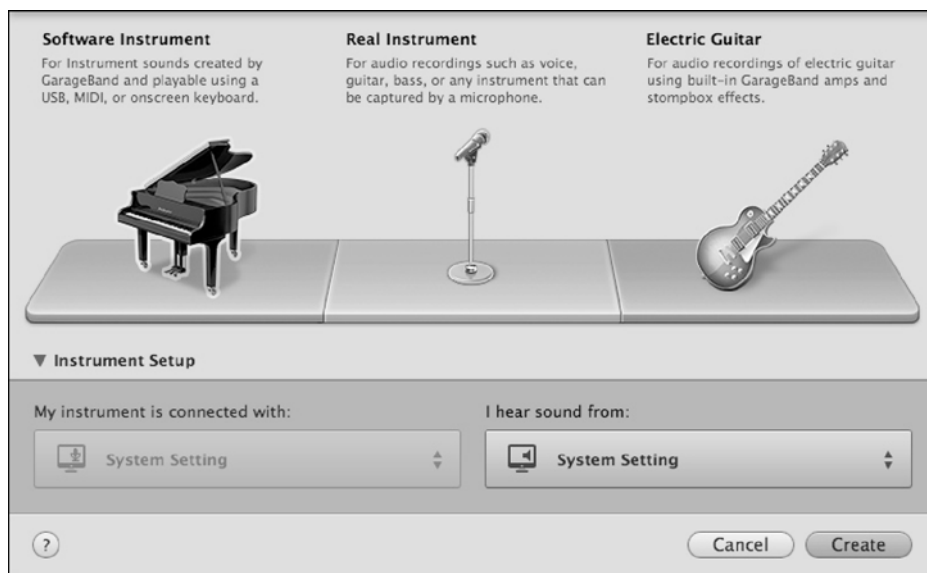 Software Instrument
For Instrument sounds created by
GarageBand and playable using a
USB, MIDI, or onscreen keyboard.
Real Instrument
For audio recordings such as voice,
guitar, bass, or any instrument that can
be captured by a microphone.
Electric Guitar
For audio recordings of electric guitar
using built-in GarageBand amps and
stompbox effects.
▼ Instrument Setup
My instrument is connected with:
System Setting
I hear sound from:
System Setting
?
Cancel
Create